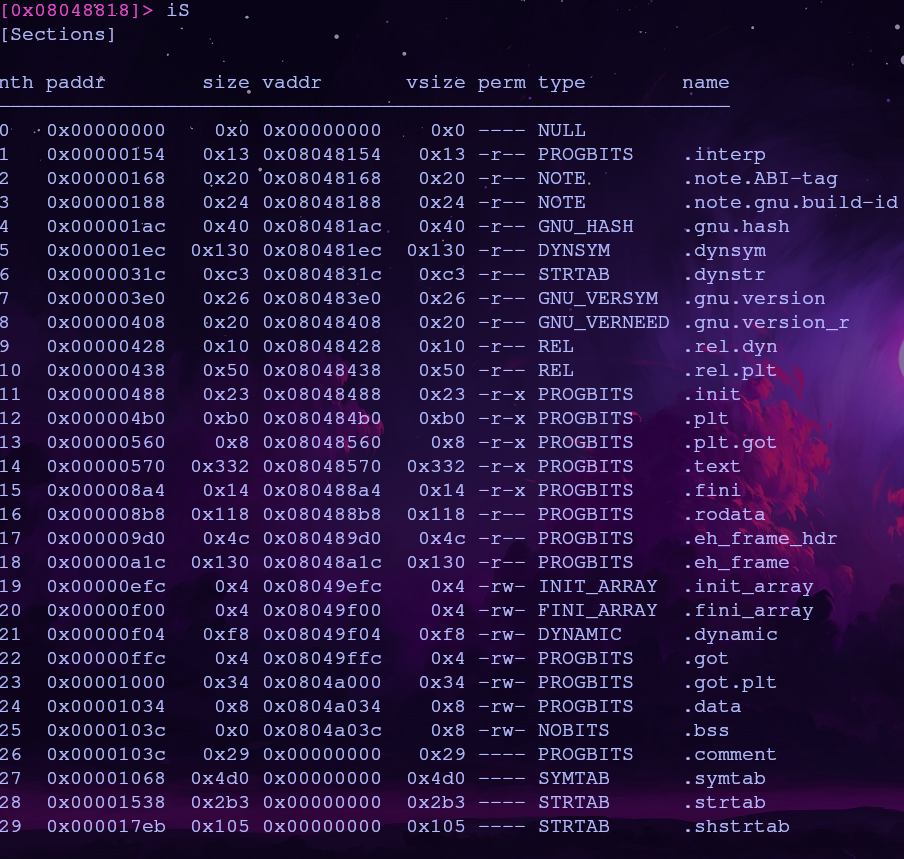 [0x08048818]> iS
[Sections]
nth paddr size vaddr vsize perm type name
0 0x00000000 0x0 0x00000000 0x0 ---- NULL
1 0x00000154 0x13 0x08048154 0x13 -r-- PROGBITS .interp
2 0x00000168 0x20 0x08048168 0x20 -r-- NOTE .note.ABI-tag
3 0x00000188 0x24 0x08048188 0x24 -r-- NOTE .note.gnu.build-id
4 0x000001ac 0x40 0x080481ac 0x40 -r-- GNU_HASH .gnu.hash
5 0x000001ec 0x130 0x080481ec 0x130 -r-- DYNSYM .dynsym
6 0x0000031c 0xc3 0x0804831c 0xc3 -r-- STRTAB .dynstr
7 0x000003e0 0x26 0x080483e0 0x26 -r-- GNU_VERSYM .gnu.version
8 0x00000408 0x20 0x08048408 0x20 -r-- GNU_VERNEED .gnu.version_r
9 0x00000428 0x10 0x08048428 0x10 -r-- REL .rel.dyn
10 0x00000438 0x50 0x08048438 0x50 -r-- REL .rel.plt
11 0x00000488 0x23 0x08048488 0x23 -r-x PROGBITS .init
12 0x000004b0 0xb0 0x080484b0 0xb0 -r-x PROGBITS .plt
13 0x00000560 0x8 0x08048560 0x8 -r-x PROGBITS .plt.got
14 0x00000570 0x332 0x08048570 0x332 -r-x PROGBITS .text
15 0x000008a4 0x14 0x080488a4 0x14 -r-x PROGBITS .fini
16 0x000008b8 0x118 0x080488b8 0x118 -r-- PROGBITS .rodata
17 0x000009d0 0x4c 0x080489d0 0x4c -r-- PROGBITS .eh_frame_hdr
18 0x00000a1c 0x130 0x08048a1c 0x130 -r-- PROGBITS .eh_frame
19 0x00000efc 0x4 0x08049efc 0x4 -rw- INIT_ARRAY .init_array
20 0x00000f00 0x4 0x08049f00 0x4 -rw- FINI_ARRAY .fini_array
21 0x00000f04 0xf8 0x08049f04 0xf8 -rw- DYNAMIC .dynamic
22 0x00000ffc 0x4 0x08049ffc 0x4 -rw- PROGBITS .got
23 0x00001000 0x34 0x0804a000 0x34 -rw- PROGBITS .got.plt
24 0x00001034 0x8 0x0804a034 0x8 -rw- PROGBITS .data
25 0x0000103c 0x0 0x0804a03c 0x8 -rw- NOBITS .bss
26 0x0000103c 0x29 0x00000000 0x29 ---- PROGBITS .comment
27 0x00001068 0x4d0 0x00000000 0x4d0 ---- SYMTAB .symtab
28 0x00001538 0x2b3 0x00000000 0x2b3 ---- STRTAB .strtab
29 0x000017eb 0x105 0x00000000 0x105 ---- STRTAB .shstrtab